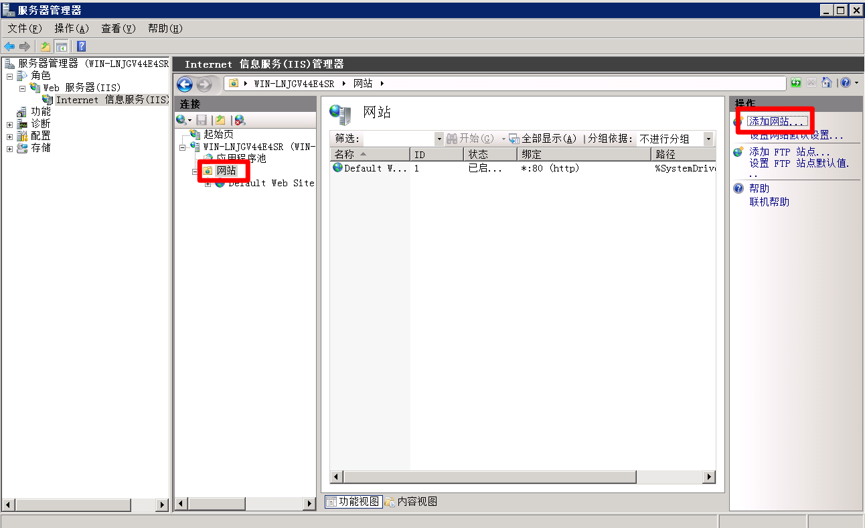 服务器管理器
文件(F) 操作(A) 查看(V) 帮助(H)
服务器管理器 (WIN-LNJGV44E4SR
角色
Web 服务器(IIS)
Internet 信息服务(IIS)
功能
诊断
配置
存储
Internet 信息服务(IIS)管理器
WIN-LNJGV44E4SR 网站
连接
起始页
WIN-LNJGV44E4SR (WIN-
应用程序池
网站
Default Web Site
网站
筛选: 开始(G) 全部显示(A) 分组依据: 不进行分组
名称 ID 状态 绑定 路径
Default W... 1 已启... *:80 (http) %SystemDrive
功能视图 内容视图
操作
添加网站...
设置网站默认设置...
添加 FTP 站点...
设置 FTP 站点默认值.
..
帮助
联机帮助